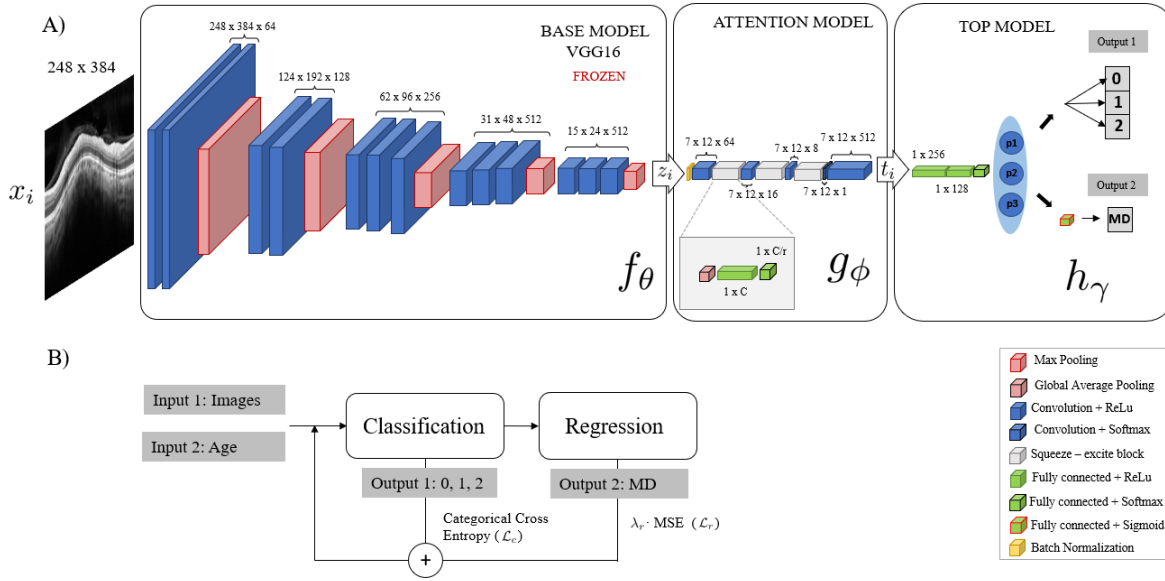 A)
248 x 384
x_i
248 x 384 x 64
124 x 192 x 128
62 x 96 x 256
31 x 48 x 512
15 x 24 x 512
BASE MODEL
VGG16
FROZEN
f_θ
z_i
ATTENTION MODEL
7 x 12 x 64
7 x 12 x 8
7 x 12 x 512
7 x 12 x 16
7 x 12 x 1
1 x C/r
1 x C
g_ϕ
t_i
TOP MODEL
1 x 256
1 x 128
p1
p2
p3
Output 1
0
1
2
Output 2
MD
h_γ
B)
Input 1: Images
Input 2: Age
Classification
Regression
Output 1: 0, 1, 2
Output 2: MD
Categorical Cross
Entropy (ℒ_c)
λ_r · MSE (ℒ_r)
+
Max Pooling
Global Average Pooling
Convolution + ReLu
Convolution + Softmax
Squeeze – excite block
Fully connected + ReLu
Fully connected + Softmax
Fully connected + Sigmoid
Batch Normalization